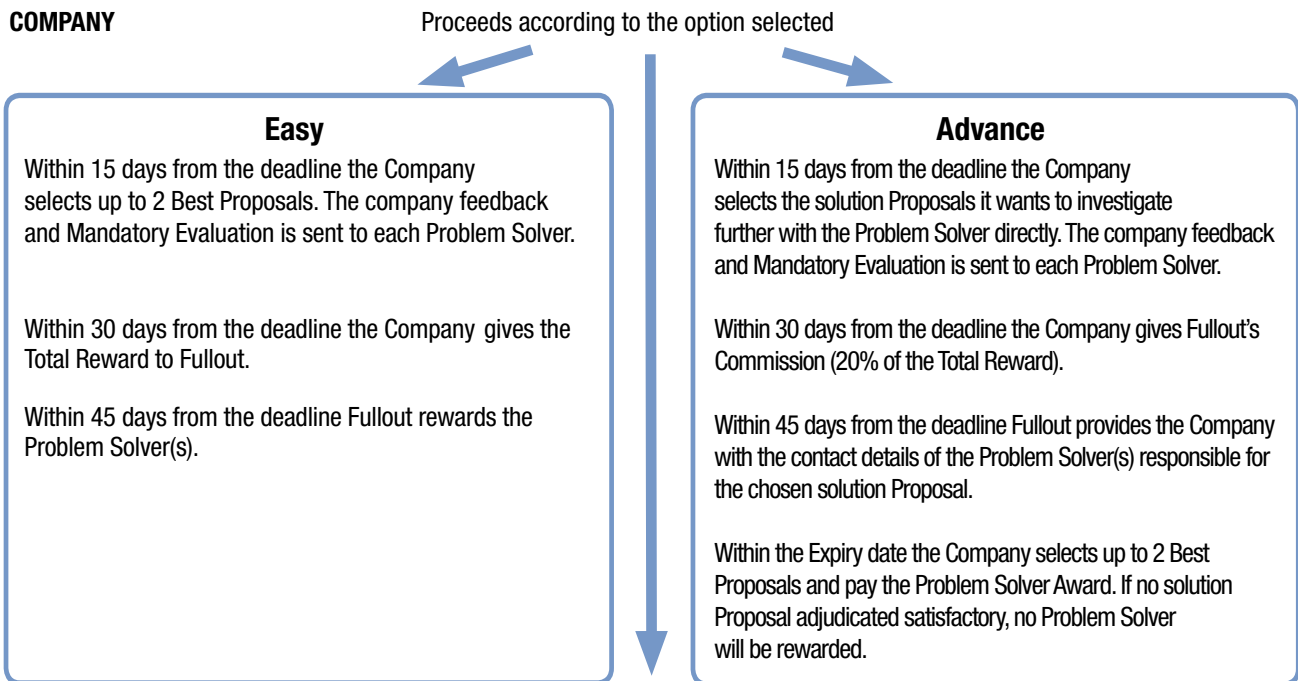 COMPANY
Proceeds according to the option selected
Easy
Within 15 days from the deadline the Company
selects up to 2 Best Proposals. The company feedback
and Mandatory Evaluation is sent to each Problem Solver.
Within 30 days from the deadline the Company gives the
Total Reward to Fullout.
Within 45 days from the deadline Fullout rewards the
Problem Solver(s).
Advance
Within 15 days from the deadline the Company
selects the solution Proposals it wants to investigate
further with the Problem Solver directly. The company feedback
and Mandatory Evaluation is sent to each Problem Solver.
Within 30 days from the deadline the Company gives Fullout’s
Commission (20% of the Total Reward).
Within 45 days from the deadline Fullout provides the Company
with the contact details of the Problem Solver(s) responsible for
the chosen solution Proposal.
Within the Expiry date the Company selects up to 2 Best
Proposals and pay the Problem Solver Award. If no solution
Proposal adjudicated satisfactory, no Problem Solver
will be rewarded.